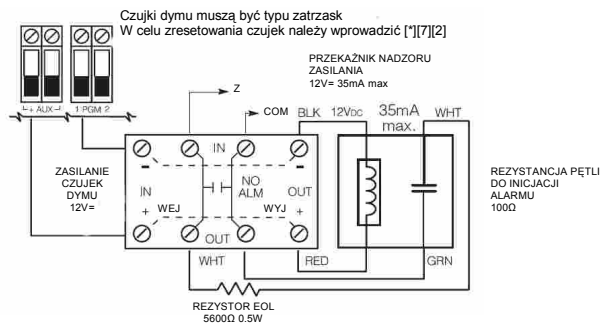 Czujki dymu muszą być typu zatrzask
W celu zresetowania czujek należy wprowadzić [*][7][2]
PRZEKAŹNIK NADZORU
ZASILANIA
12V= 35mA max
+ AUX -
1 PGM 2
Z
COM
BLK
12VDC
35mA
max.
WHT
ZASILANIE
CZUJEK
DYMU
12V=
IN
-
-
IN
NO
ALM
OUT
WEJ
WYJ
+
+
OUT
REZYSTANCJA PĘTLI
DO INICJACJI
ALARMU
100Ω
WHT
RED
GRN
REZYSTOR EOL
5600Ω 0.5W